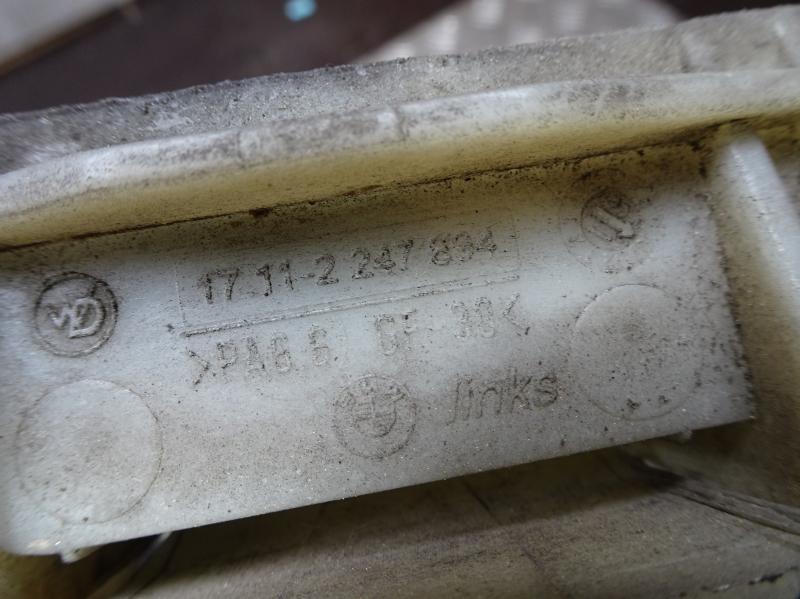 17.11-2 247 894
>PA6.6. GF 30<
links